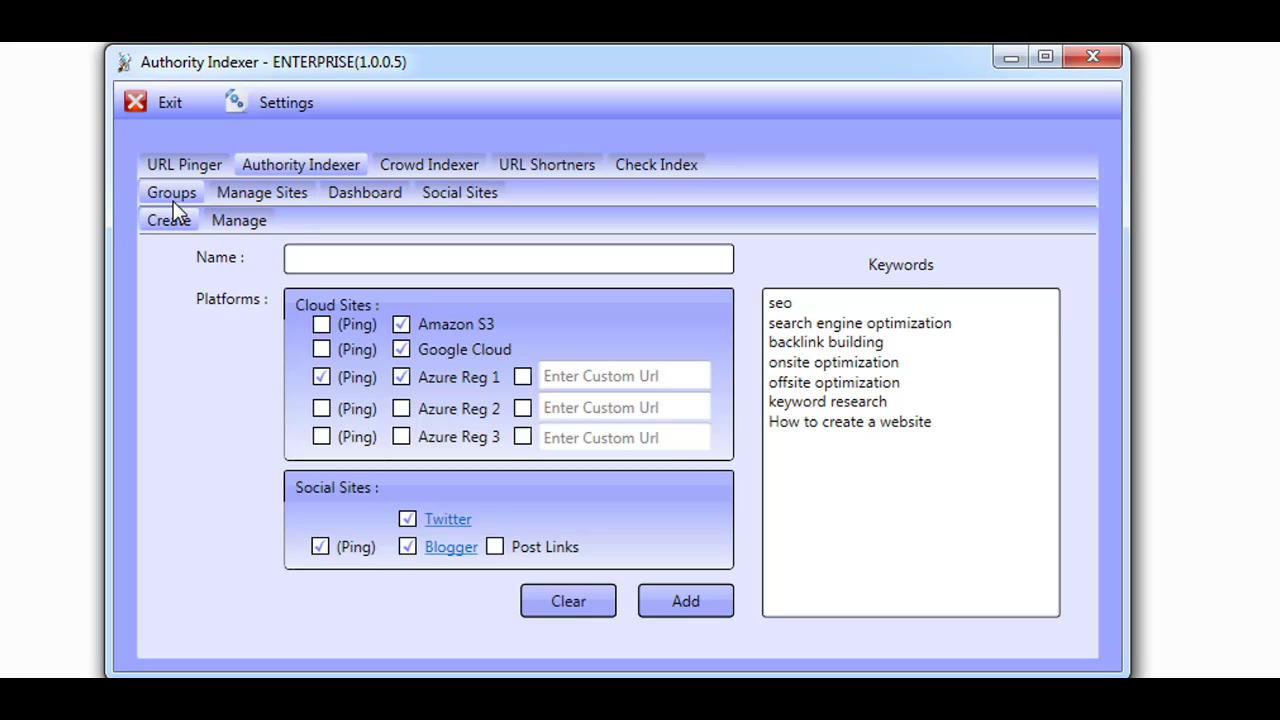 Authority Indexer - ENTERPRISE(1.0.0.5)
Exit Settings
URL Pinger Authority Indexer Crowd Indexer URL Shortners Check Index
Groups Manage Sites Dashboard Social Sites
Create Manage
Name :
Keywords
Platforms :
Cloud Sites :
(Ping) Amazon S3
(Ping) Google Cloud
(Ping) Azure Reg 1 Enter Custom Url
(Ping) Azure Reg 2 Enter Custom Url
(Ping) Azure Reg 3 Enter Custom Url
Social Sites :
Twitter
(Ping) Blogger Post Links
Clear Add
seo
search engine optimization
backlink building
onsite optimization
offsite optimization
keyword research
How to create a website